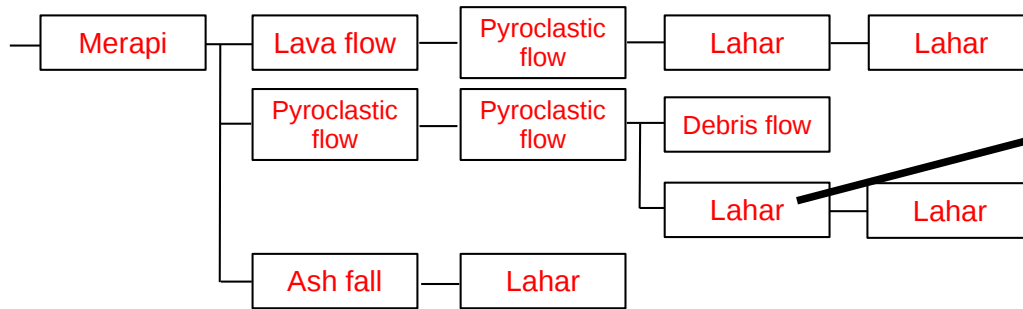 Merapi
Lava flow
Pyroclastic
flow
Lahar
Lahar
Pyroclastic
flow
Pyroclastic
flow
Debris flow
Lahar
Lahar
Ash fall
Lahar